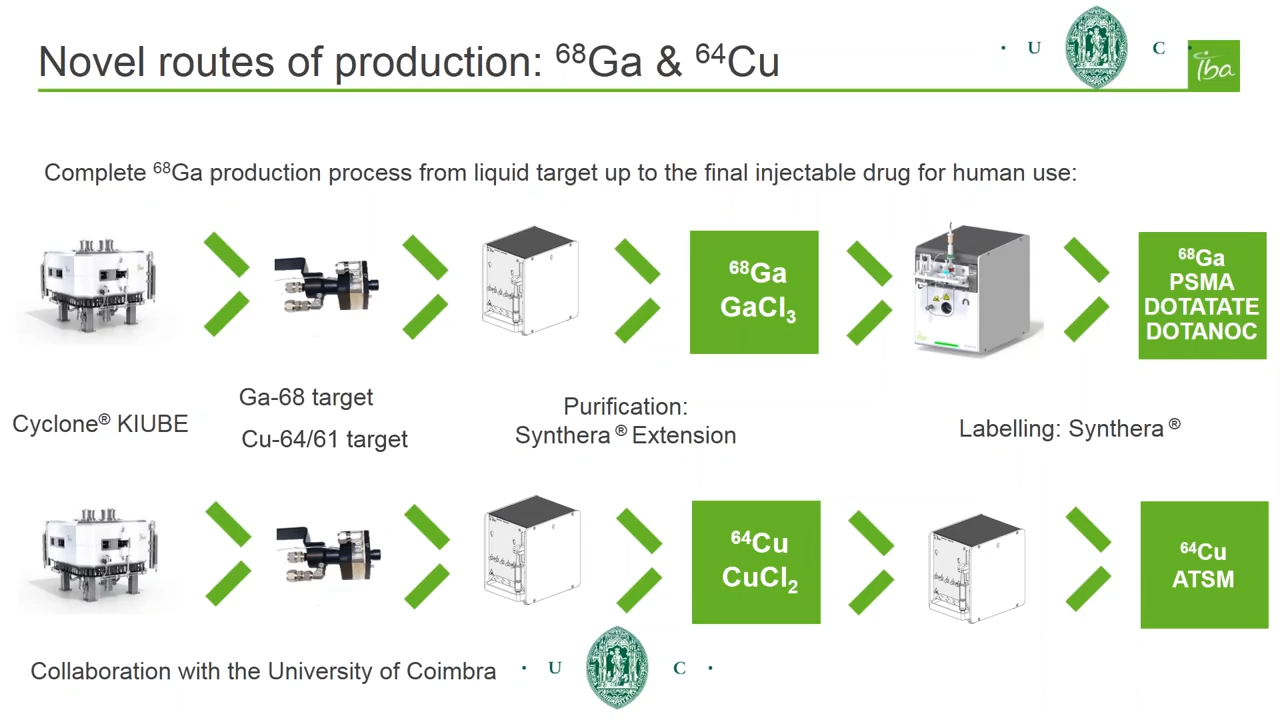 Novel routes of production: ⁶⁸Ga & ⁶⁴Cu
· U C ·
iba
Complete ⁶⁸Ga production process from liquid target up to the final injectable drug for human use:
⁶⁸Ga
GaCl₃
⁶⁸Ga
PSMA
DOTATATE
DOTANOC
Cyclone® KIUBE
Ga-68 target
Cu-64/61 target
Purification:
Synthera® Extension
Labelling: Synthera®
⁶⁴Cu
CuCl₂
⁶⁴Cu
ATSM
Collaboration with the University of Coimbra
· U C ·